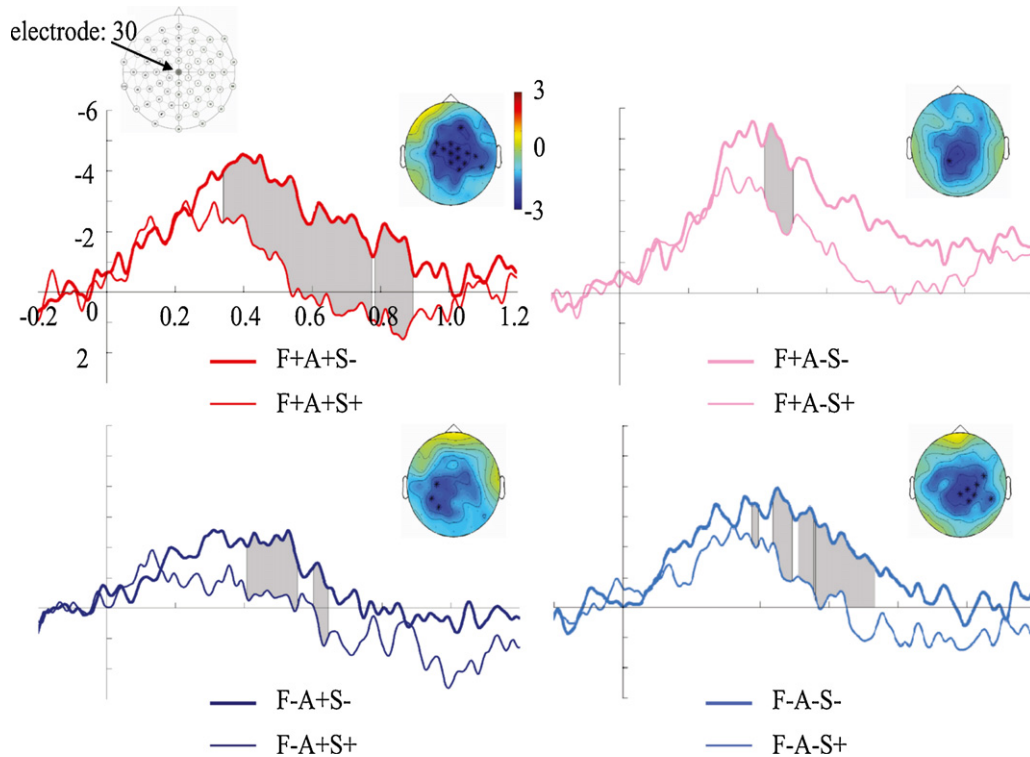 electrode: 30
-6
-4
-2
0
2
-0.2
0.2
0.4
0.6
0.8
1.0
1.2
3
0
-3
F+A+S-
F+A+S+
F+A-S-
F+A-S+
F-A+S-
F-A+S+
F-A-S-
F-A-S+